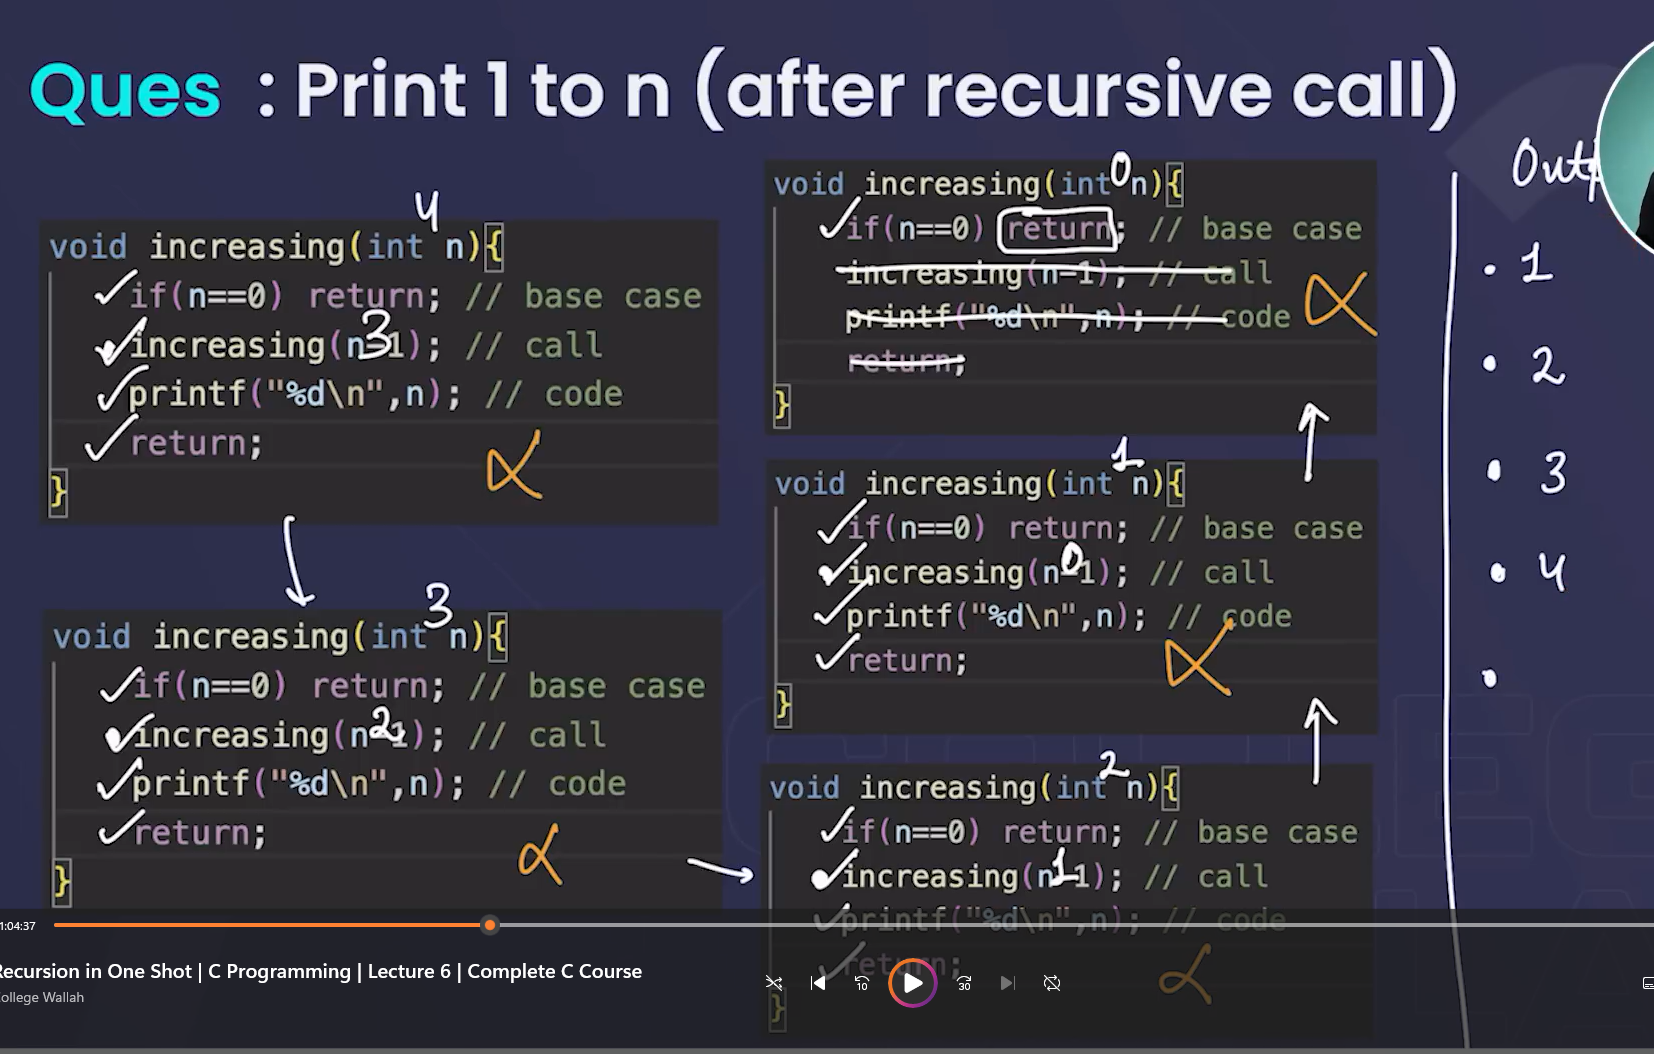 Ques : Print 1 to n (after recursive call)
4
void increasing(int n){
if(n==0) return; // base case
3
increasing(n-1); // call
printf("%d\n",n); // code
return;
}
3
void increasing(int n){
if(n==0) return; // base case
2
increasing(n-1); // call
printf("%d\n",n); // code
return;
}
0
void increasing(int n){
if(n==0) return; // base case
increasing(n-1); // call
printf("%d\n",n); // code
return;
}
1
void increasing(int n){
if(n==0) return; // base case
0
increasing(n-1); // call
printf("%d\n",n); // code
return;
}
2
void increasing(int n){
if(n==0) return; // base case
1
increasing(n-1); // call
printf("%d\n",n); // code
return;
}
1
2
3
4
1:04:37
Recursion in One Shot | C Programming | Lecture 6 | Complete C Course
College Wallah
10
30